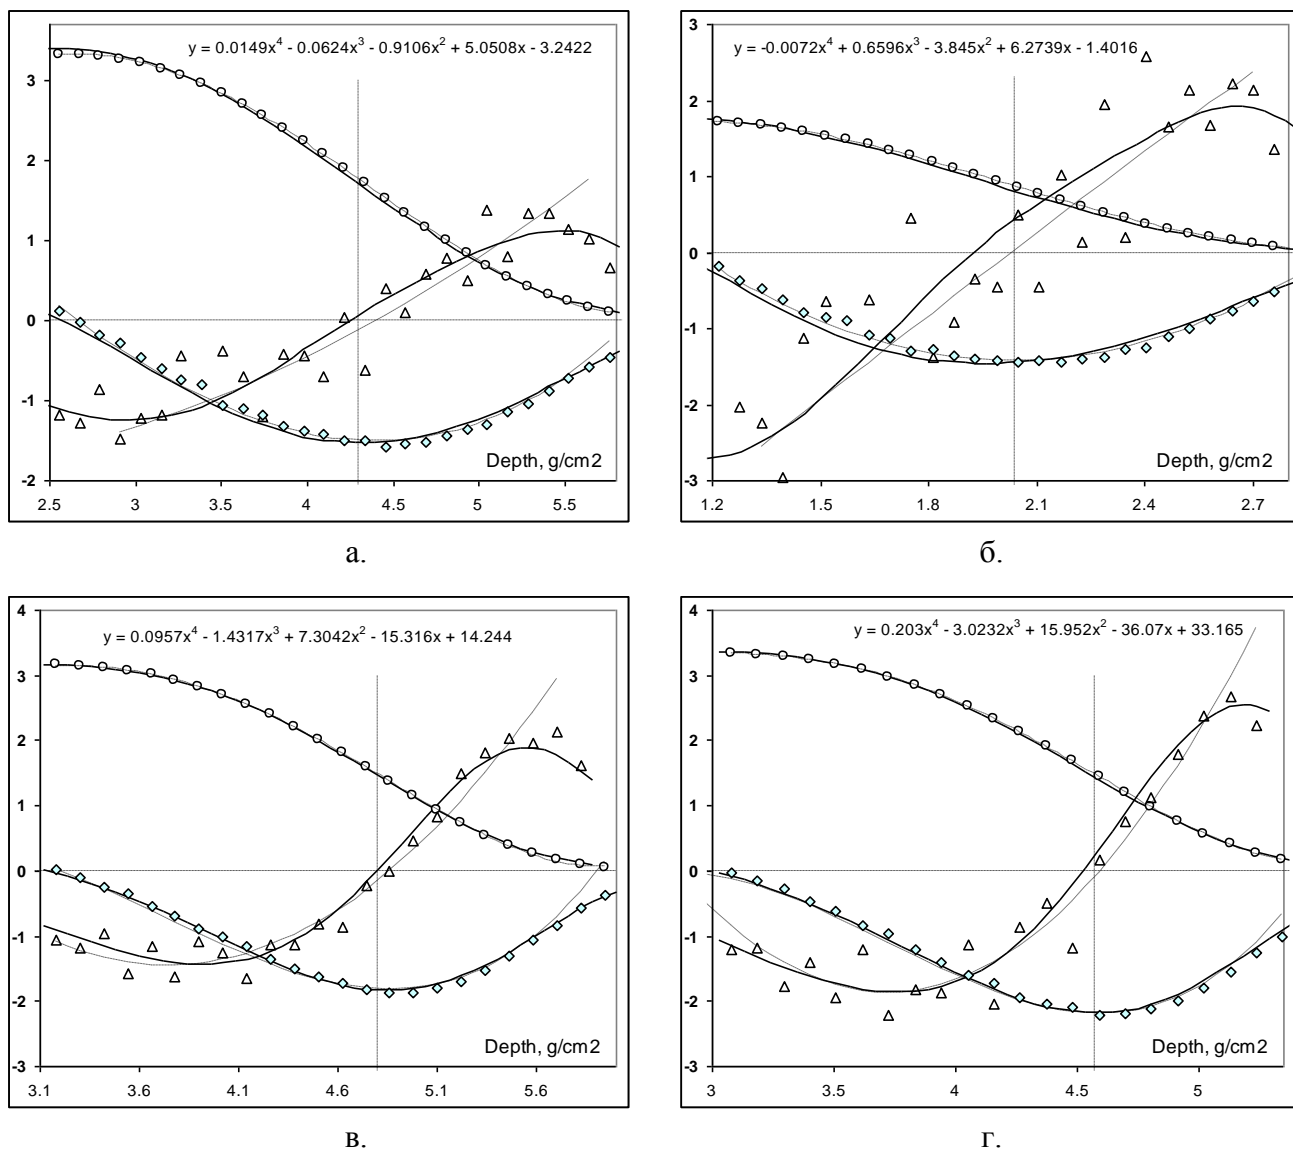 y = 0.0149x⁴ - 0.0624x³ - 0.9106x² + 5.0508x - 3.2422
3
2
1
0
-1
-2
Depth, g/cm2
2.5 3.5 4.5 5 5.5
а.
y = -0.0072x⁴ + 0.6596x³ - 3.845x² + 6.2739x - 1.4016
3
2
1
0
-1
-2
-3
Depth, g/cm2
1.2 1.5 1.8 2.1 2.4 2.7
б.
y = 0.0957x⁴ - 1.4317x³ + 7.3042x² - 15.316x + 14.244
4
3
2
1
0
-1
-2
-3
Depth, g/cm2
3.1 3.6 4.1 4.6 5.1 5.6
в.
y = 0.203x⁴ - 3.0232x³ + 15.952x² - 36.07x + 33.165
4
3
2
1
0
-1
-2
-3
Depth, g/cm2
3 3.5 4 4.5 5
г.